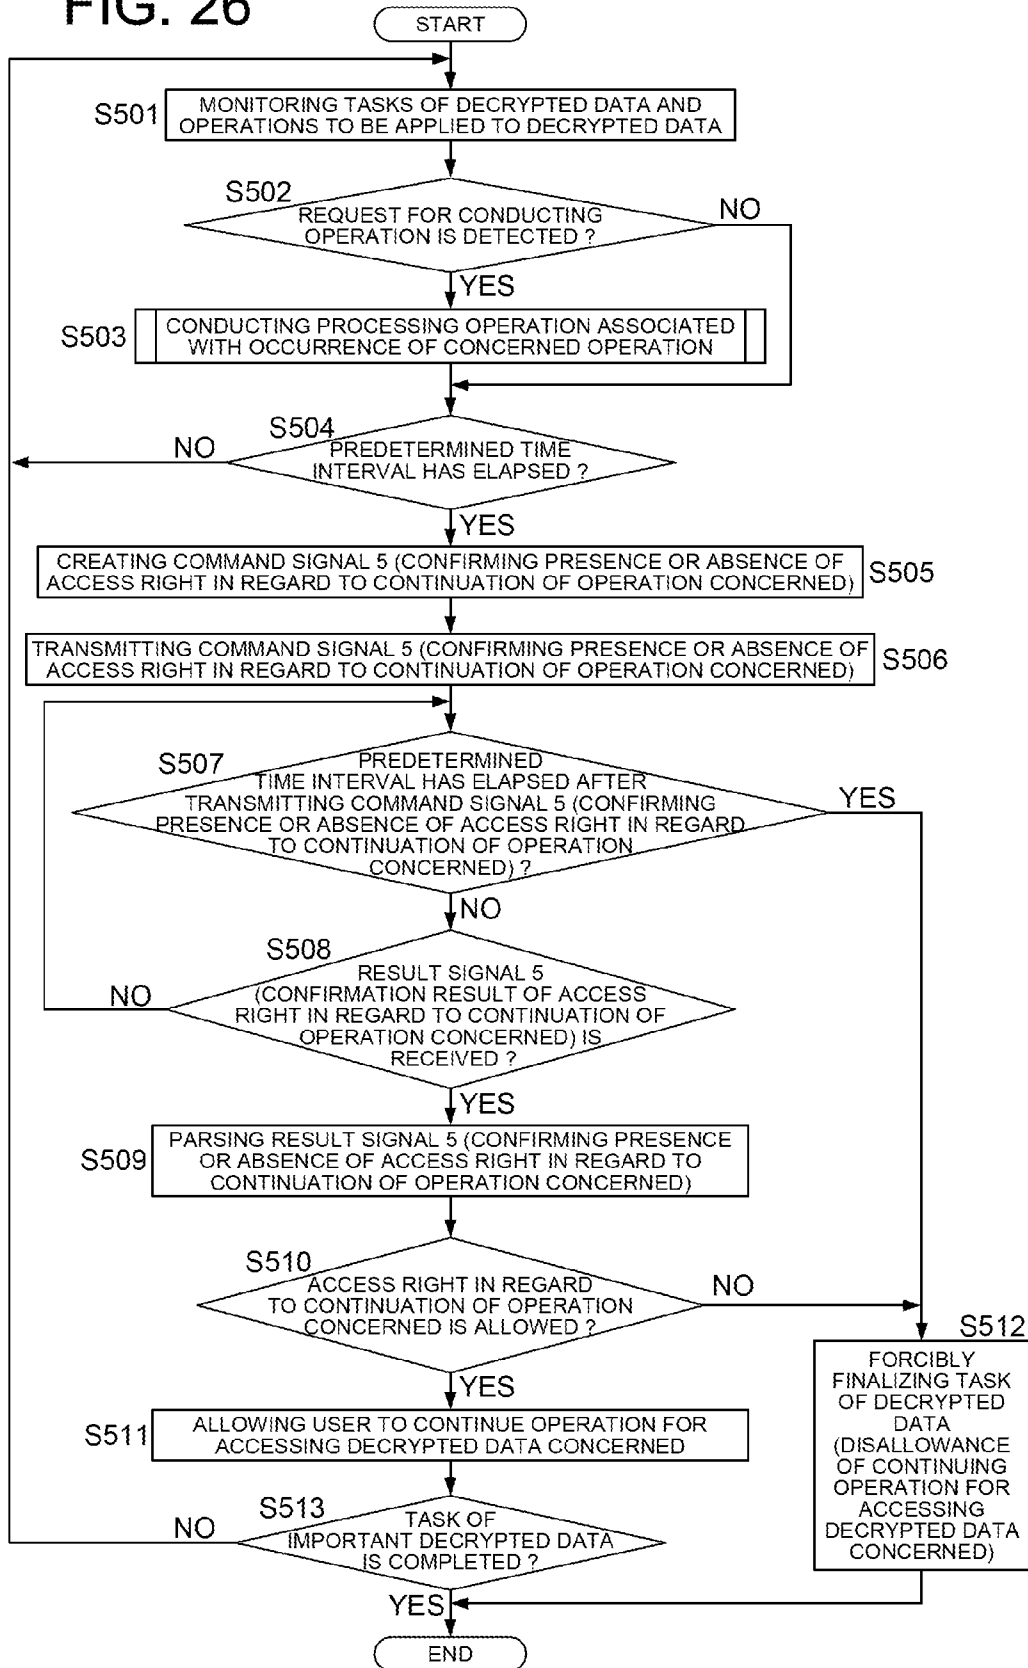 FIG. 26
START
S501
MONITORING TASKS OF DECRYPTED DATA AND
OPERATIONS TO BE APPLIED TO DECRYPTED DATA
S502
REQUEST FOR CONDUCTING
OPERATION IS DETECTED ?
NO
YES
S503
CONDUCTING PROCESSING OPERATION ASSOCIATED
WITH OCCURRENCE OF CONCERNED OPERATION
S504
PREDETERMINED TIME
INTERVAL HAS ELAPSED ?
NO
YES
CREATING COMMAND SIGNAL 5 (CONFIRMING PRESENCE OR ABSENCE OF
ACCESS RIGHT IN REGARD TO CONTINUATION OF OPERATION CONCERNED)
S505
TRANSMITTING COMMAND SIGNAL 5 (CONFIRMING PRESENCE OR ABSENCE OF
ACCESS RIGHT IN REGARD TO CONTINUATION OF OPERATION CONCERNED)
S506
S507
PREDETERMINED
TIME INTERVAL HAS ELAPSED AFTER
TRANSMITTING COMMAND SIGNAL 5 (CONFIRMING
PRESENCE OR ABSENCE OF ACCESS RIGHT IN REGARD
TO CONTINUATION OF OPERATION
CONCERNED) ?
YES
NO
S508
RESULT SIGNAL 5
(CONFIRMATION RESULT OF ACCESS
RIGHT IN REGARD TO CONTINUATION OF
OPERATION CONCERNED) IS
RECEIVED ?
NO
YES
S509
PARSING RESULT SIGNAL 5 (CONFIRMING PRESENCE
OR ABSENCE OF ACCESS RIGHT IN REGARD TO
CONTINUATION OF OPERATION CONCERNED)
S510
ACCESS RIGHT IN REGARD
TO CONTINUATION OF OPERATION
CONCERNED IS ALLOWED ?
NO
YES
S512
FORCIBLY
FINALIZING TASK
OF DECRYPTED
DATA
(DISALLOWANCE
OF CONTINUING
OPERATION FOR
ACCESSING
DECRYPTED DATA
CONCERNED)
S511
ALLOWING USER TO CONTINUE OPERATION FOR
ACCESSING DECRYPTED DATA CONCERNED
S513
TASK OF
IMPORTANT DECRYPTED DATA
IS COMPLETED ?
NO
YES
END